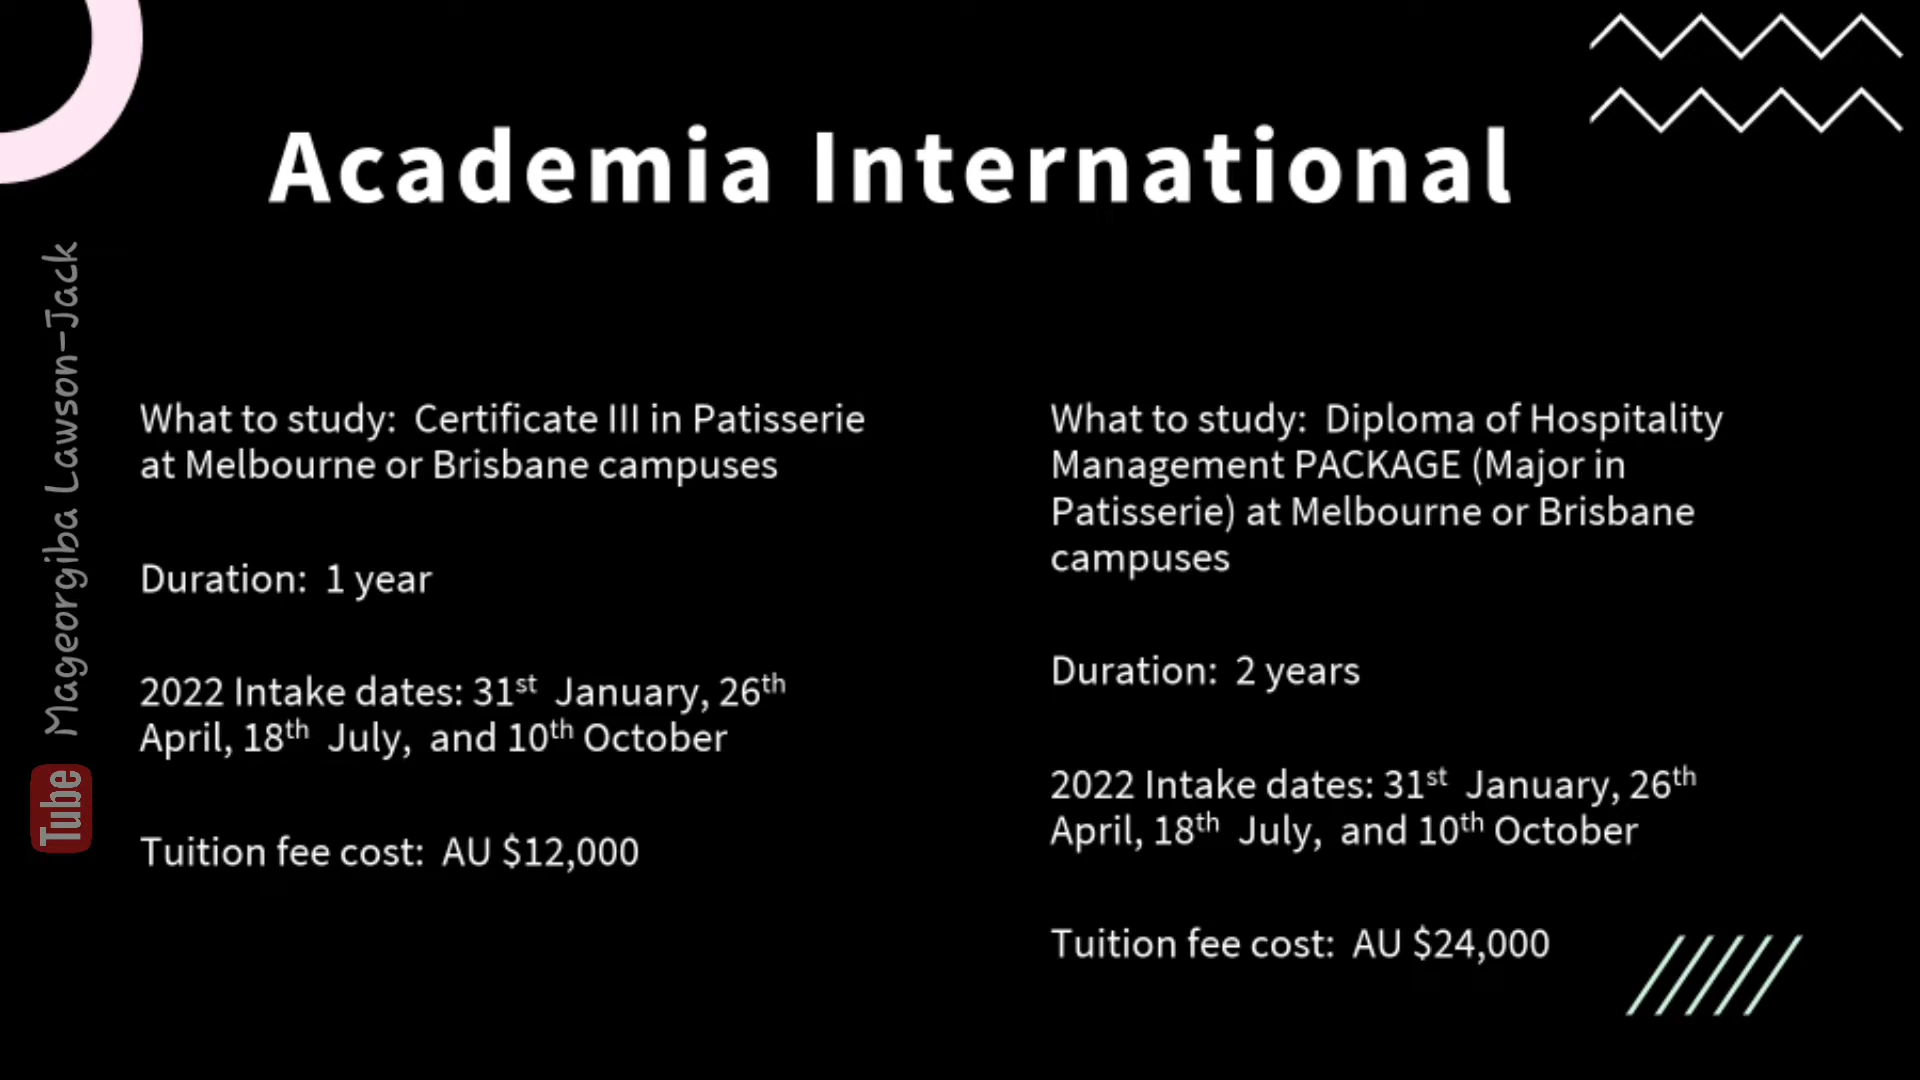 Academia International
What to study:  Certificate III in Patisserie
at Melbourne or Brisbane campuses
Duration:  1 year
2022 Intake dates: 31st  January, 26th
April, 18th  July,  and 10th October
Tuition fee cost:  AU $12,000
What to study:  Diploma of Hospitality
Management PACKAGE (Major in
Patisserie) at Melbourne or Brisbane
campuses
Duration:  2 years
2022 Intake dates: 31st  January, 26th
April, 18th  July,  and 10th October
Tuition fee cost:  AU $24,000
Tube Mageorgiba Lawson-Jack